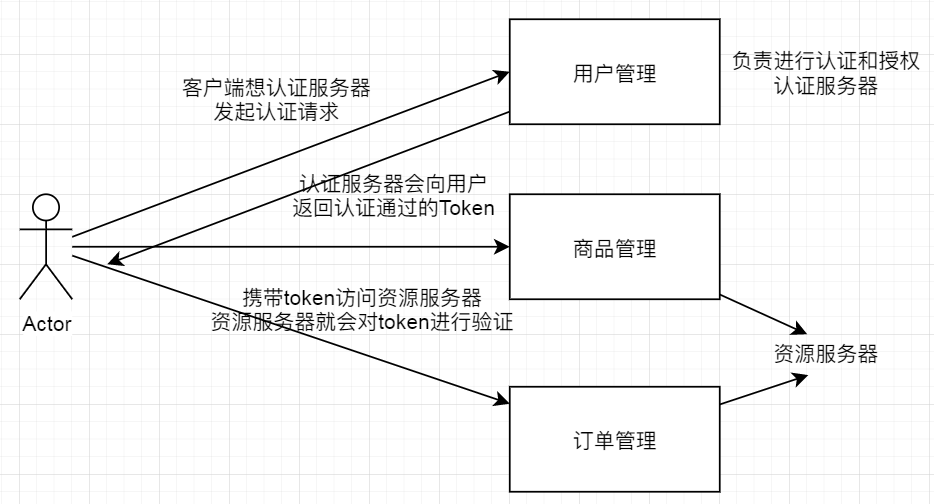 客户端想认证服务器
发起认证请求
用户管理
负责进行认证和授权
认证服务器
认证服务器会向用户
返回认证通过的Token
商品管理
Actor
携带token访问资源服务器
资源服务器就会对token进行验证
资源服务器
订单管理